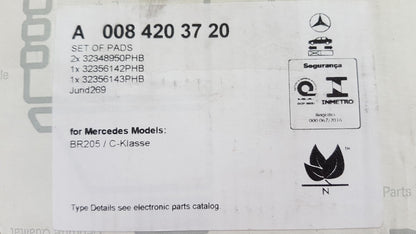 A 008 420 37 20
SET OF PADS
2x 32348950PHB
1x 32356142PHB
1x 32356143PHB
Jund269
for Mercedes Models:
BR205 / C-Klasse
Type Details see electronic parts catalog.
Segurança
INMETRO
N
TM
Parts